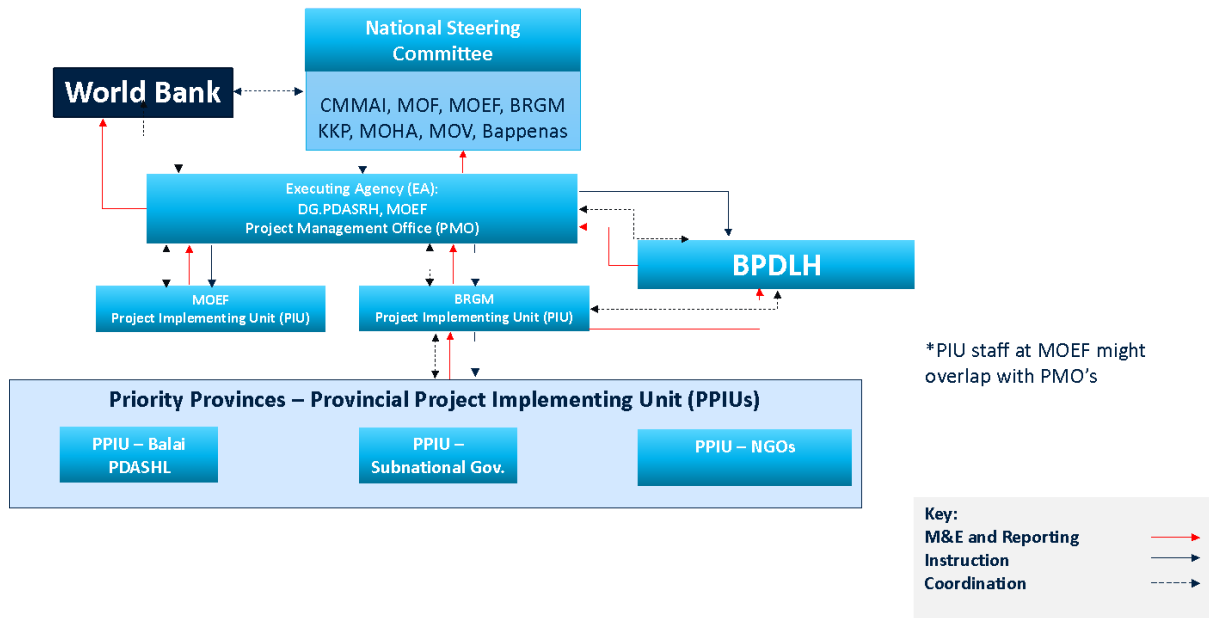 National Steering
Committee
World Bank
CMMAI, MOF, MOEF, BRGM
KKP, MOHA, MOV, Bappenas
Executing Agency (EA):
DG.PDASRH, MOEF
Project Management Office (PMO)
BPDLH
MOEF
Project Implementing Unit (PIU)
BRGM
Project Implementing Unit (PIU)
*PIU staff at MOEF might
overlap with PMO’s
Priority Provinces – Provincial Project Implementing Unit (PPIUs)
PPIU – Balai
PDASHL
PPIU –
Subnational Gov.
PPIU – NGOs
Key:
M&E and Reporting
Instruction
Coordination